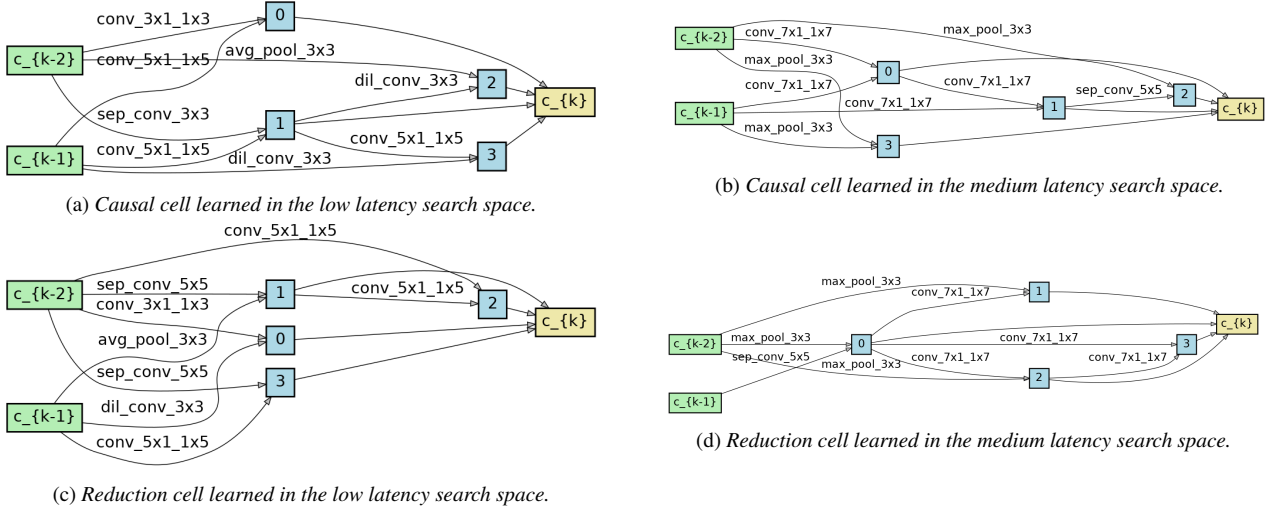 0
conv_3x1_1x3
c_{k-2}
conv_5x1_1x5
avg_pool_3x3
dil_conv_3x3
2
c_{k}
sep_conv_3x3
1
conv_5x1_1x5
c_{k-1}
conv_5x1_1x5
dil_conv_3x3
3
(a) Causal cell learned in the low latency search space.
max_pool_3x3
c_{k-2}
conv_7x1_1x7
max_pool_3x3
0
conv_7x1_1x7
conv_7x1_1x7
sep_conv_5x5
2
c_{k-1}
conv_7x1_1x7
1
c_{k}
max_pool_3x3
3
(b) Causal cell learned in the medium latency search space.
conv_5x1_1x5
c_{k-2}
sep_conv_5x5
1
conv_5x1_1x5
2
conv_3x1_1x3
c_{k}
avg_pool_3x3
0
sep_conv_5x5
3
dil_conv_3x3
c_{k-1}
conv_5x1_1x5
(c) Reduction cell learned in the low latency search space.
max_pool_3x3
conv_7x1_1x7
1
c_{k}
c_{k-2}
max_pool_3x3
0
conv_7x1_1x7
3
sep_conv_5x5
max_pool_3x3
conv_7x1_1x7
conv_7x1_1x7
2
c_{k-1}
(d) Reduction cell learned in the medium latency search space.